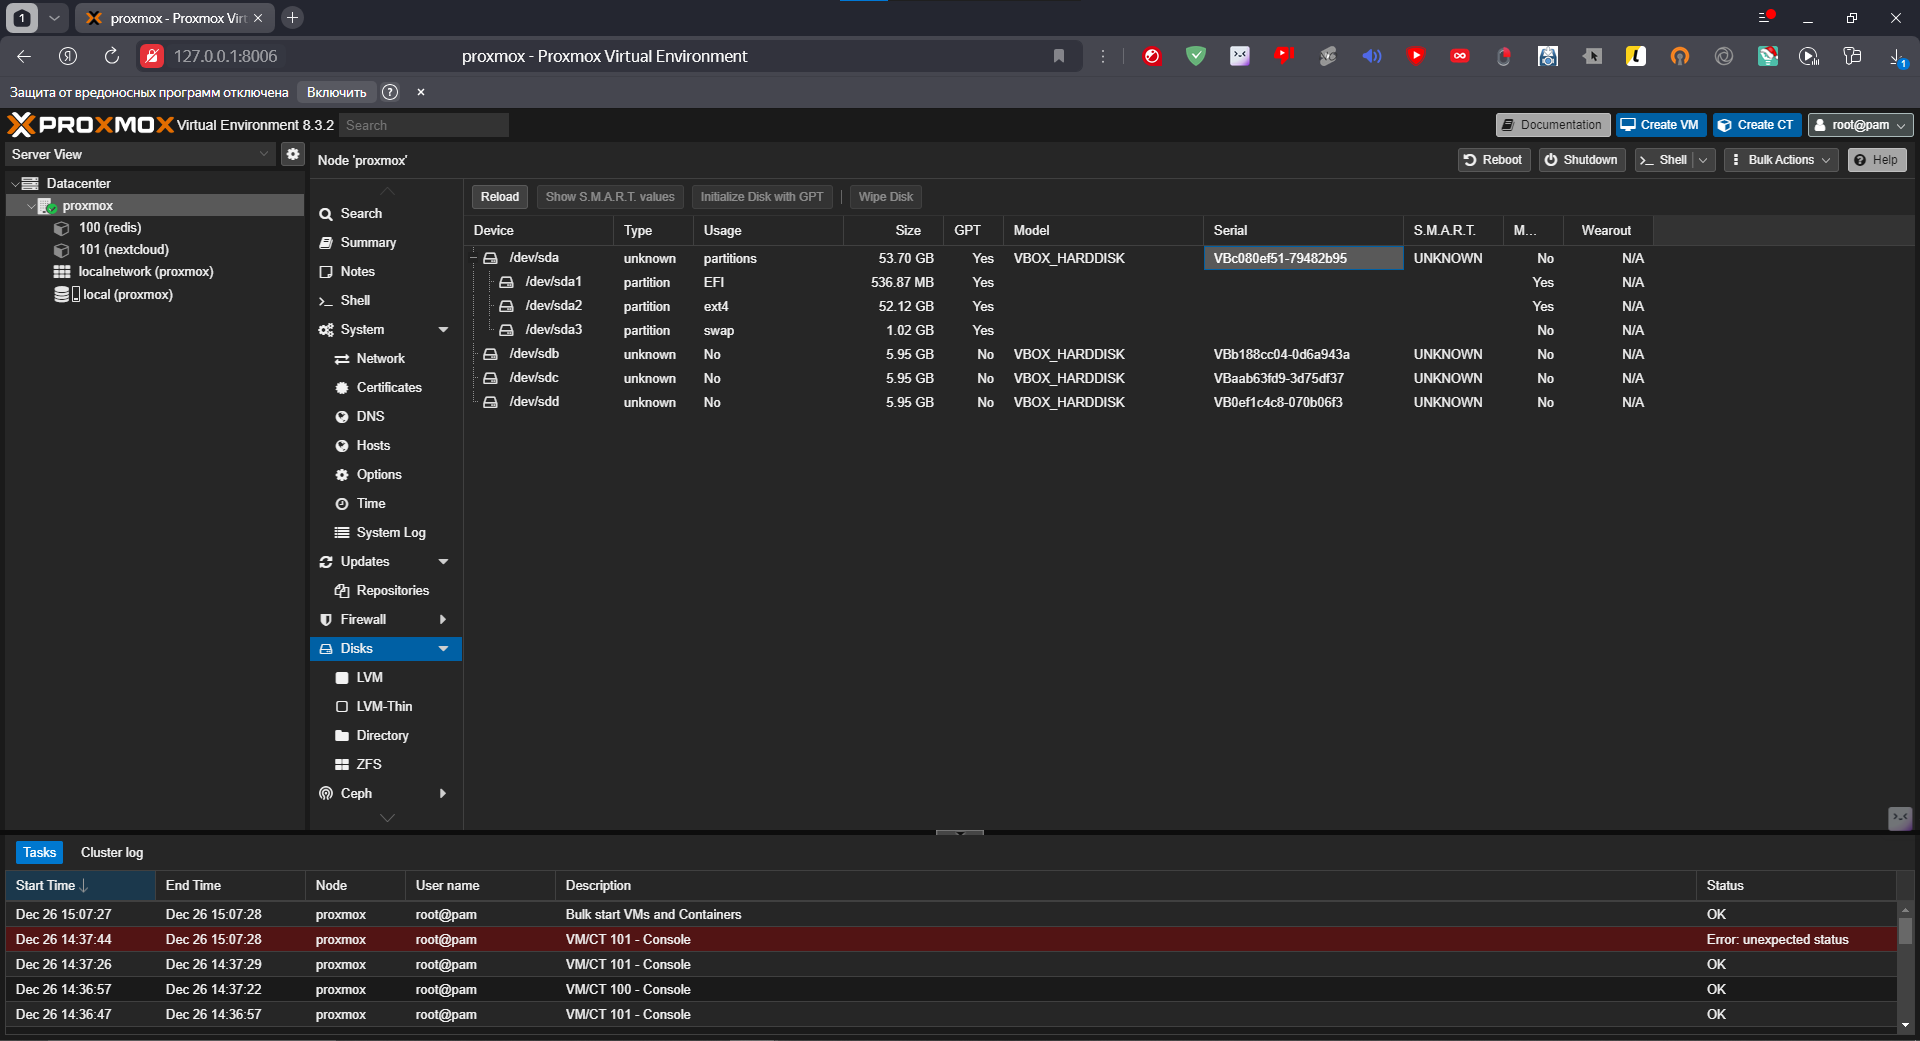 1
proxmox - Proxmox Virt
127.0.0.1:8006
proxmox - Proxmox Virtual Environment
Защита от вредоносных программ отключена
Включить
PROXMOX Virtual Environment 8.3.2
Search
Documentation
Create VM
Create CT
root@pam
Server View
Node 'proxmox'
Reboot
Shutdown
Shell
Bulk Actions
Help
Datacenter
proxmox
100 (redis)
101 (nextcloud)
localnetwork (proxmox)
local (proxmox)
Search
Summary
Notes
Shell
System
Network
Certificates
DNS
Hosts
Options
Time
System Log
Updates
Repositories
Firewall
Disks
LVM
LVM-Thin
Directory
ZFS
Ceph
Reload
Show S.M.A.R.T. values
Initialize Disk with GPT
Wipe Disk
Device Type Usage Size GPT Model Serial S.M.A.R.T. M... Wearout
/dev/sda unknown partitions 53.70 GB Yes VBOX_HARDDISK VBc080ef51-79482b95 UNKNOWN No N/A
/dev/sda1 partition EFI 536.87 MB Yes Yes N/A
/dev/sda2 partition ext4 52.12 GB Yes Yes N/A
/dev/sda3 partition swap 1.02 GB Yes No N/A
/dev/sdb unknown No 5.95 GB No VBOX_HARDDISK VBb188cc04-0d6a943a UNKNOWN No N/A
/dev/sdc unknown No 5.95 GB No VBOX_HARDDISK VBaab63fd9-3d75df37 UNKNOWN No N/A
/dev/sdd unknown No 5.95 GB No VBOX_HARDDISK VB0ef1c4c8-070b06f3 UNKNOWN No N/A
Tasks
Cluster log
Start Time End Time Node User name Description Status
Dec 26 15:07:27 Dec 26 15:07:28 proxmox root@pam Bulk start VMs and Containers OK
Dec 26 14:37:44 Dec 26 15:07:28 proxmox root@pam VM/CT 101 - Console Error: unexpected status
Dec 26 14:37:26 Dec 26 14:37:29 proxmox root@pam VM/CT 101 - Console OK
Dec 26 14:36:57 Dec 26 14:37:22 proxmox root@pam VM/CT 100 - Console OK
Dec 26 14:36:47 Dec 26 14:36:57 proxmox root@pam VM/CT 101 - Console OK